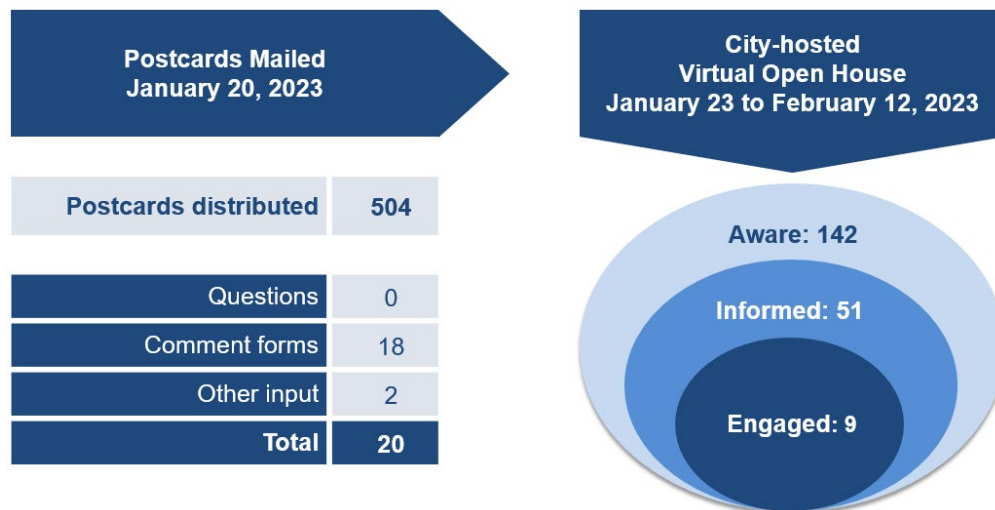 Postcards Mailed
January 20, 2023
Postcards distributed 504
Questions 0
Comment forms 18
Other input 2
Total 20
City-hosted
Virtual Open House
January 23 to February 12, 2023
Aware: 142
Informed: 51
Engaged: 9